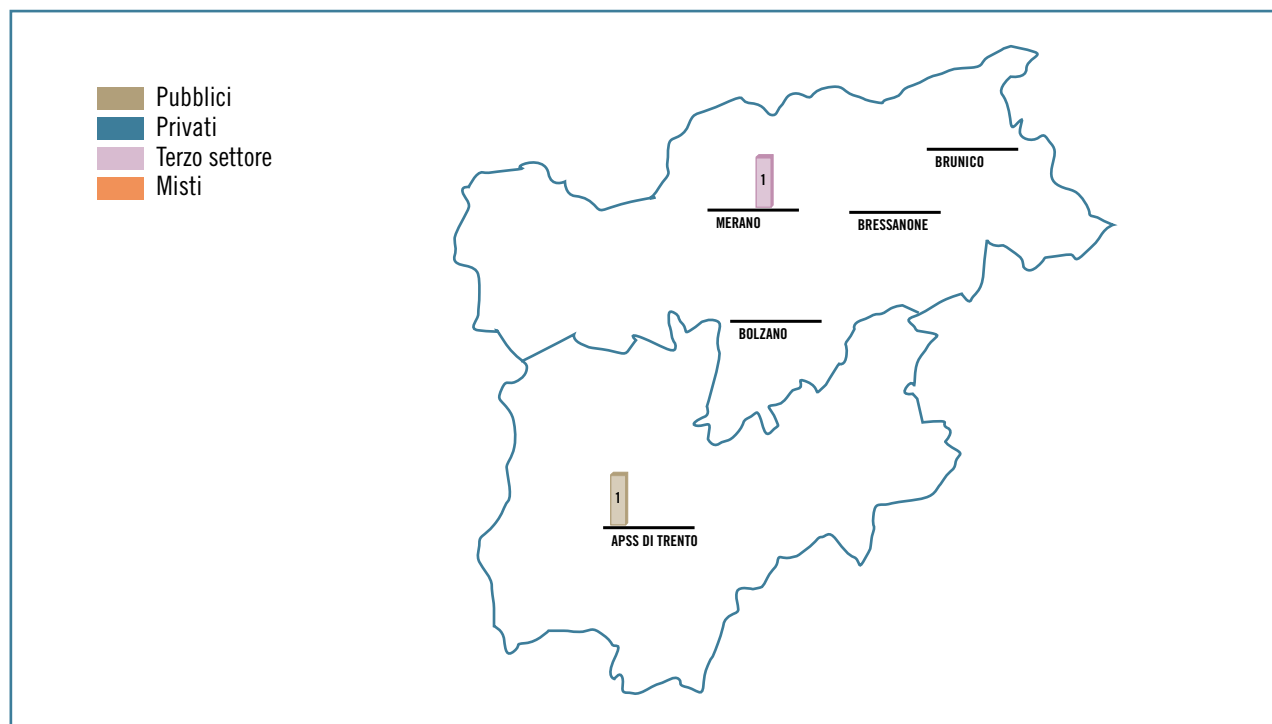 Pubblici
Privati
Terzo settore
Misti
BRUNICO
1
MERANO
BRESSANONE
BOLZANO
1
APSS DI TRENTO